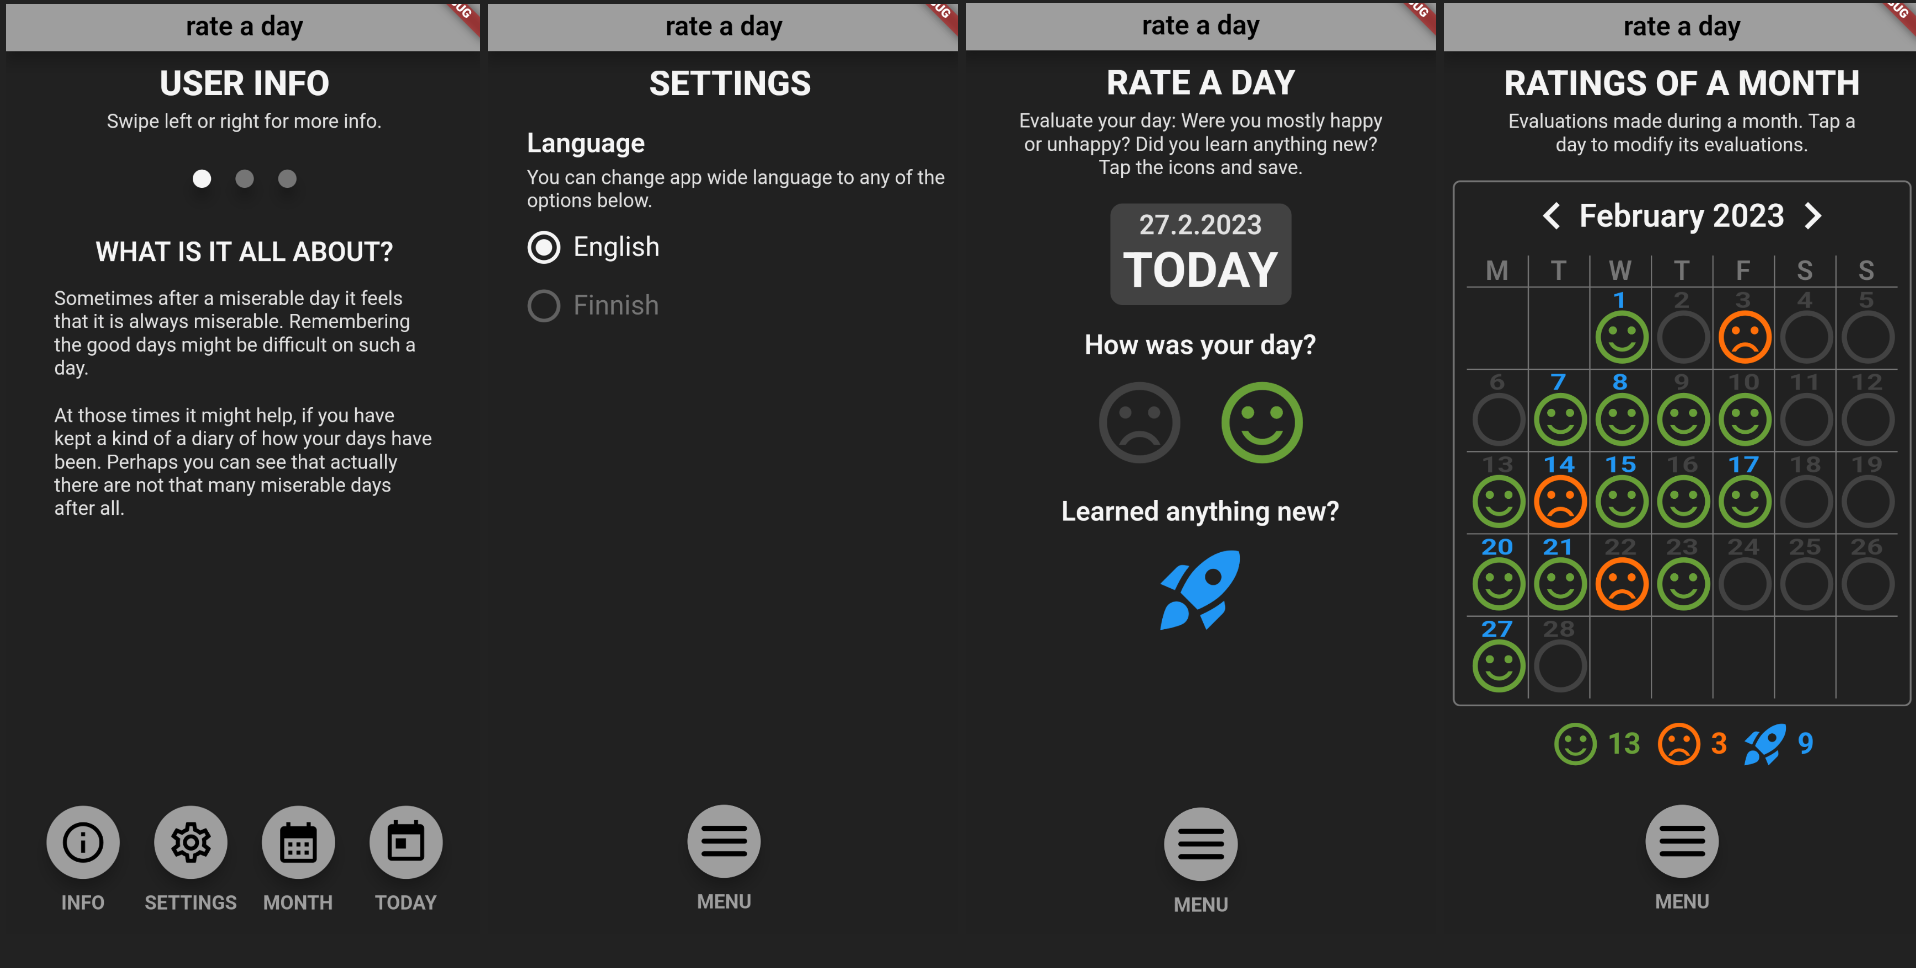 rate a day
USER INFO
Swipe left or right for more info.
WHAT IS IT ALL ABOUT?
Sometimes after a miserable day it feels
that it is always miserable. Remembering
the good days might be difficult on such a
day.
At those times it might help, if you have
kept a kind of a diary of how your days have
been. Perhaps you can see that actually
there are not that many miserable days
after all.
INFO
SETTINGS
MONTH
TODAY
rate a day
SETTINGS
Language
You can change app wide language to any of the
options below.
English
Finnish
MENU
rate a day
RATE A DAY
Evaluate your day: Were you mostly happy
or unhappy? Did you learn anything new?
Tap the icons and save.
27.2.2023
TODAY
How was your day?
Learned anything new?
MENU
rate a day
RATINGS OF A MONTH
Evaluations made during a month. Tap a
day to modify its evaluations.
February 2023
M T W T F S S
1 2 3 4 5
6 7 8 9 10 11 12
13 14 15 16 17 18 19
20 21 22 23 24 25 26
27 28
13 3 9
MENU